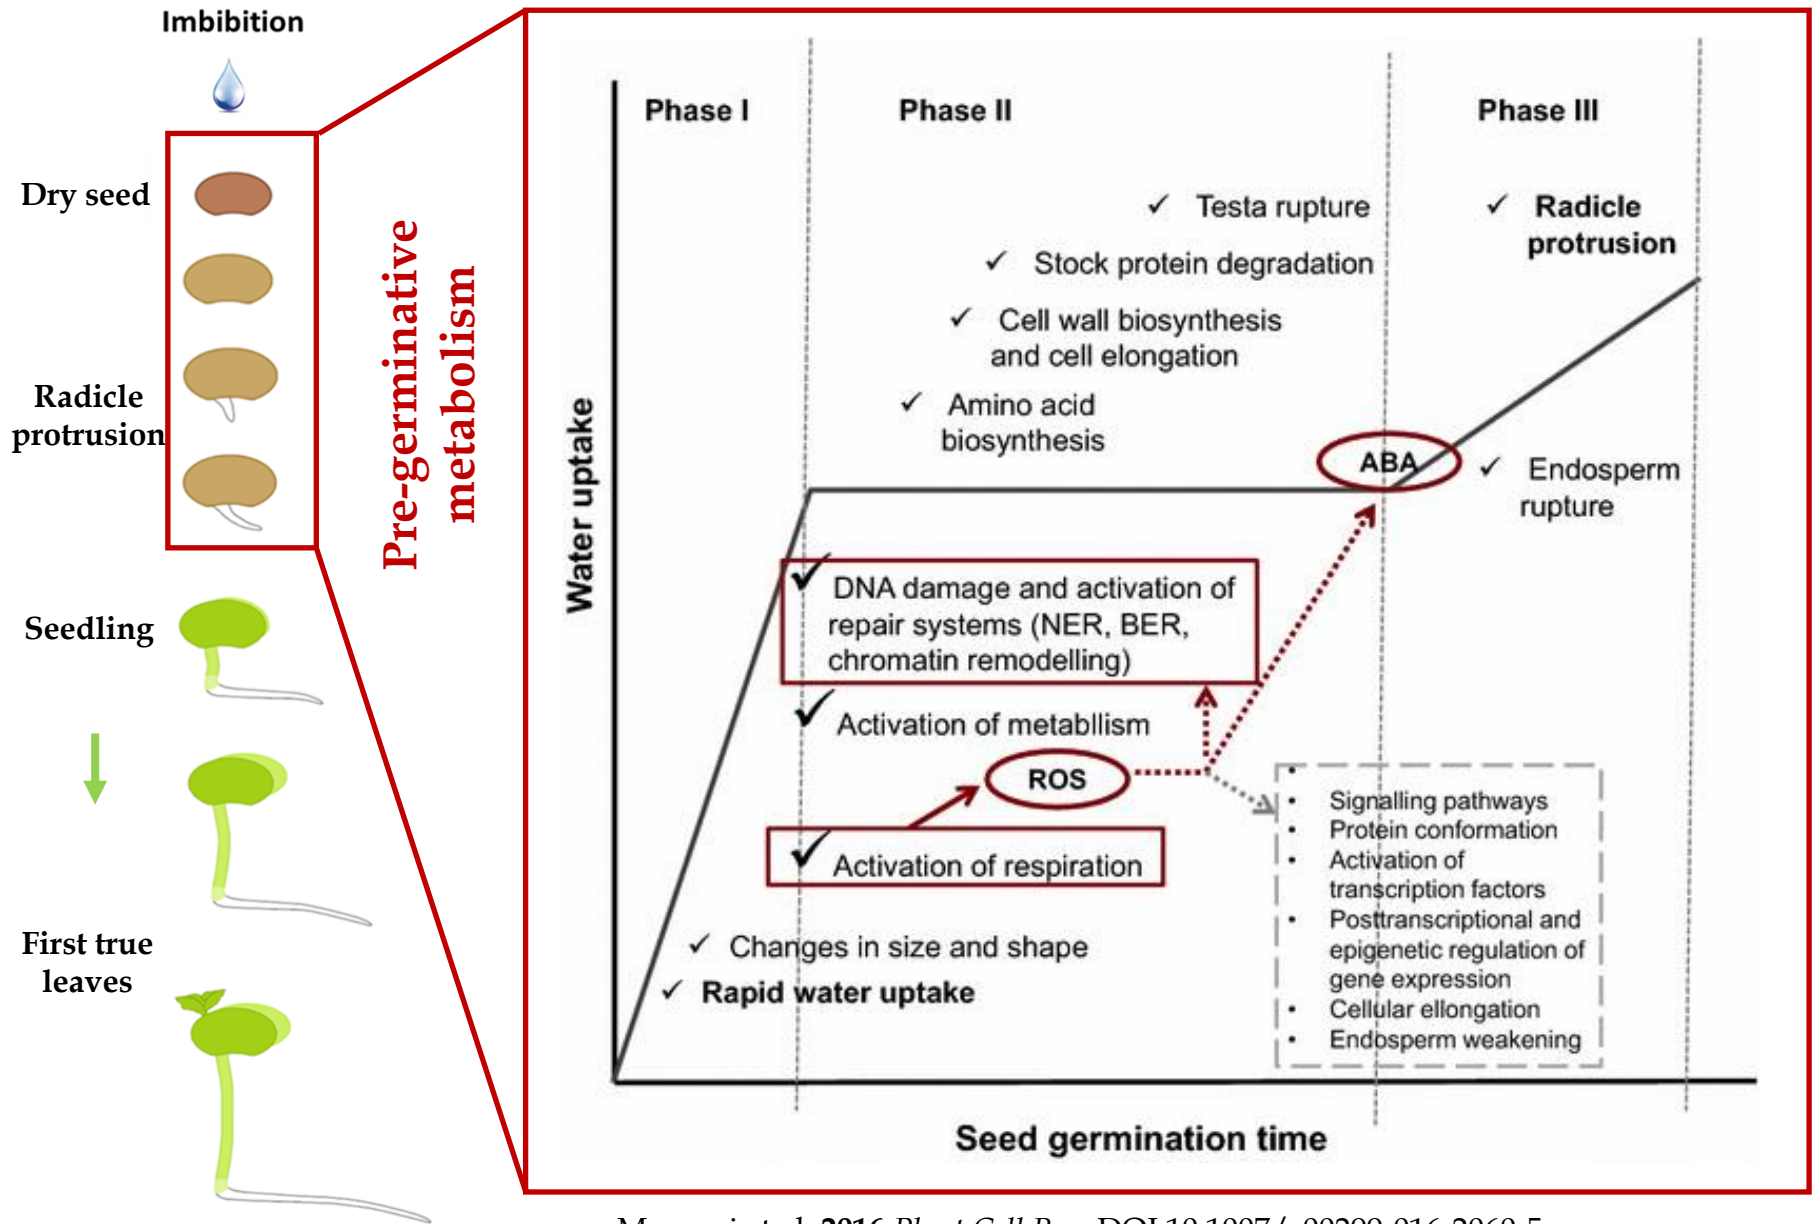 Imbibition
Dry seed
Radicle
protrusion
Seedling
First true
leaves
Pre-germinative
metabolism
Phase I
Phase II
Phase III
✓ Testa rupture
✓ Radicle
protrusion
✓ Stock protein degradation
✓ Cell wall biosynthesis
and cell elongation
✓ Amino acid
biosynthesis
ABA
✓ Endosperm
rupture
Water uptake
✓ DNA damage and activation of
repair systems (NER, BER,
chromatin remodelling)
✓ Activation of metabllism
ROS
✓ Activation of respiration
• 
• Signalling pathways
• Protein conformation
• Activation of
transcription factors
• Posttranscriptional and
epigenetic regulation of
gene expression
• Cellular ellongation
• Endosperm weakening
✓ Changes in size and shape
✓ Rapid water uptake
Seed germination time
2016 Plant Cell DOI